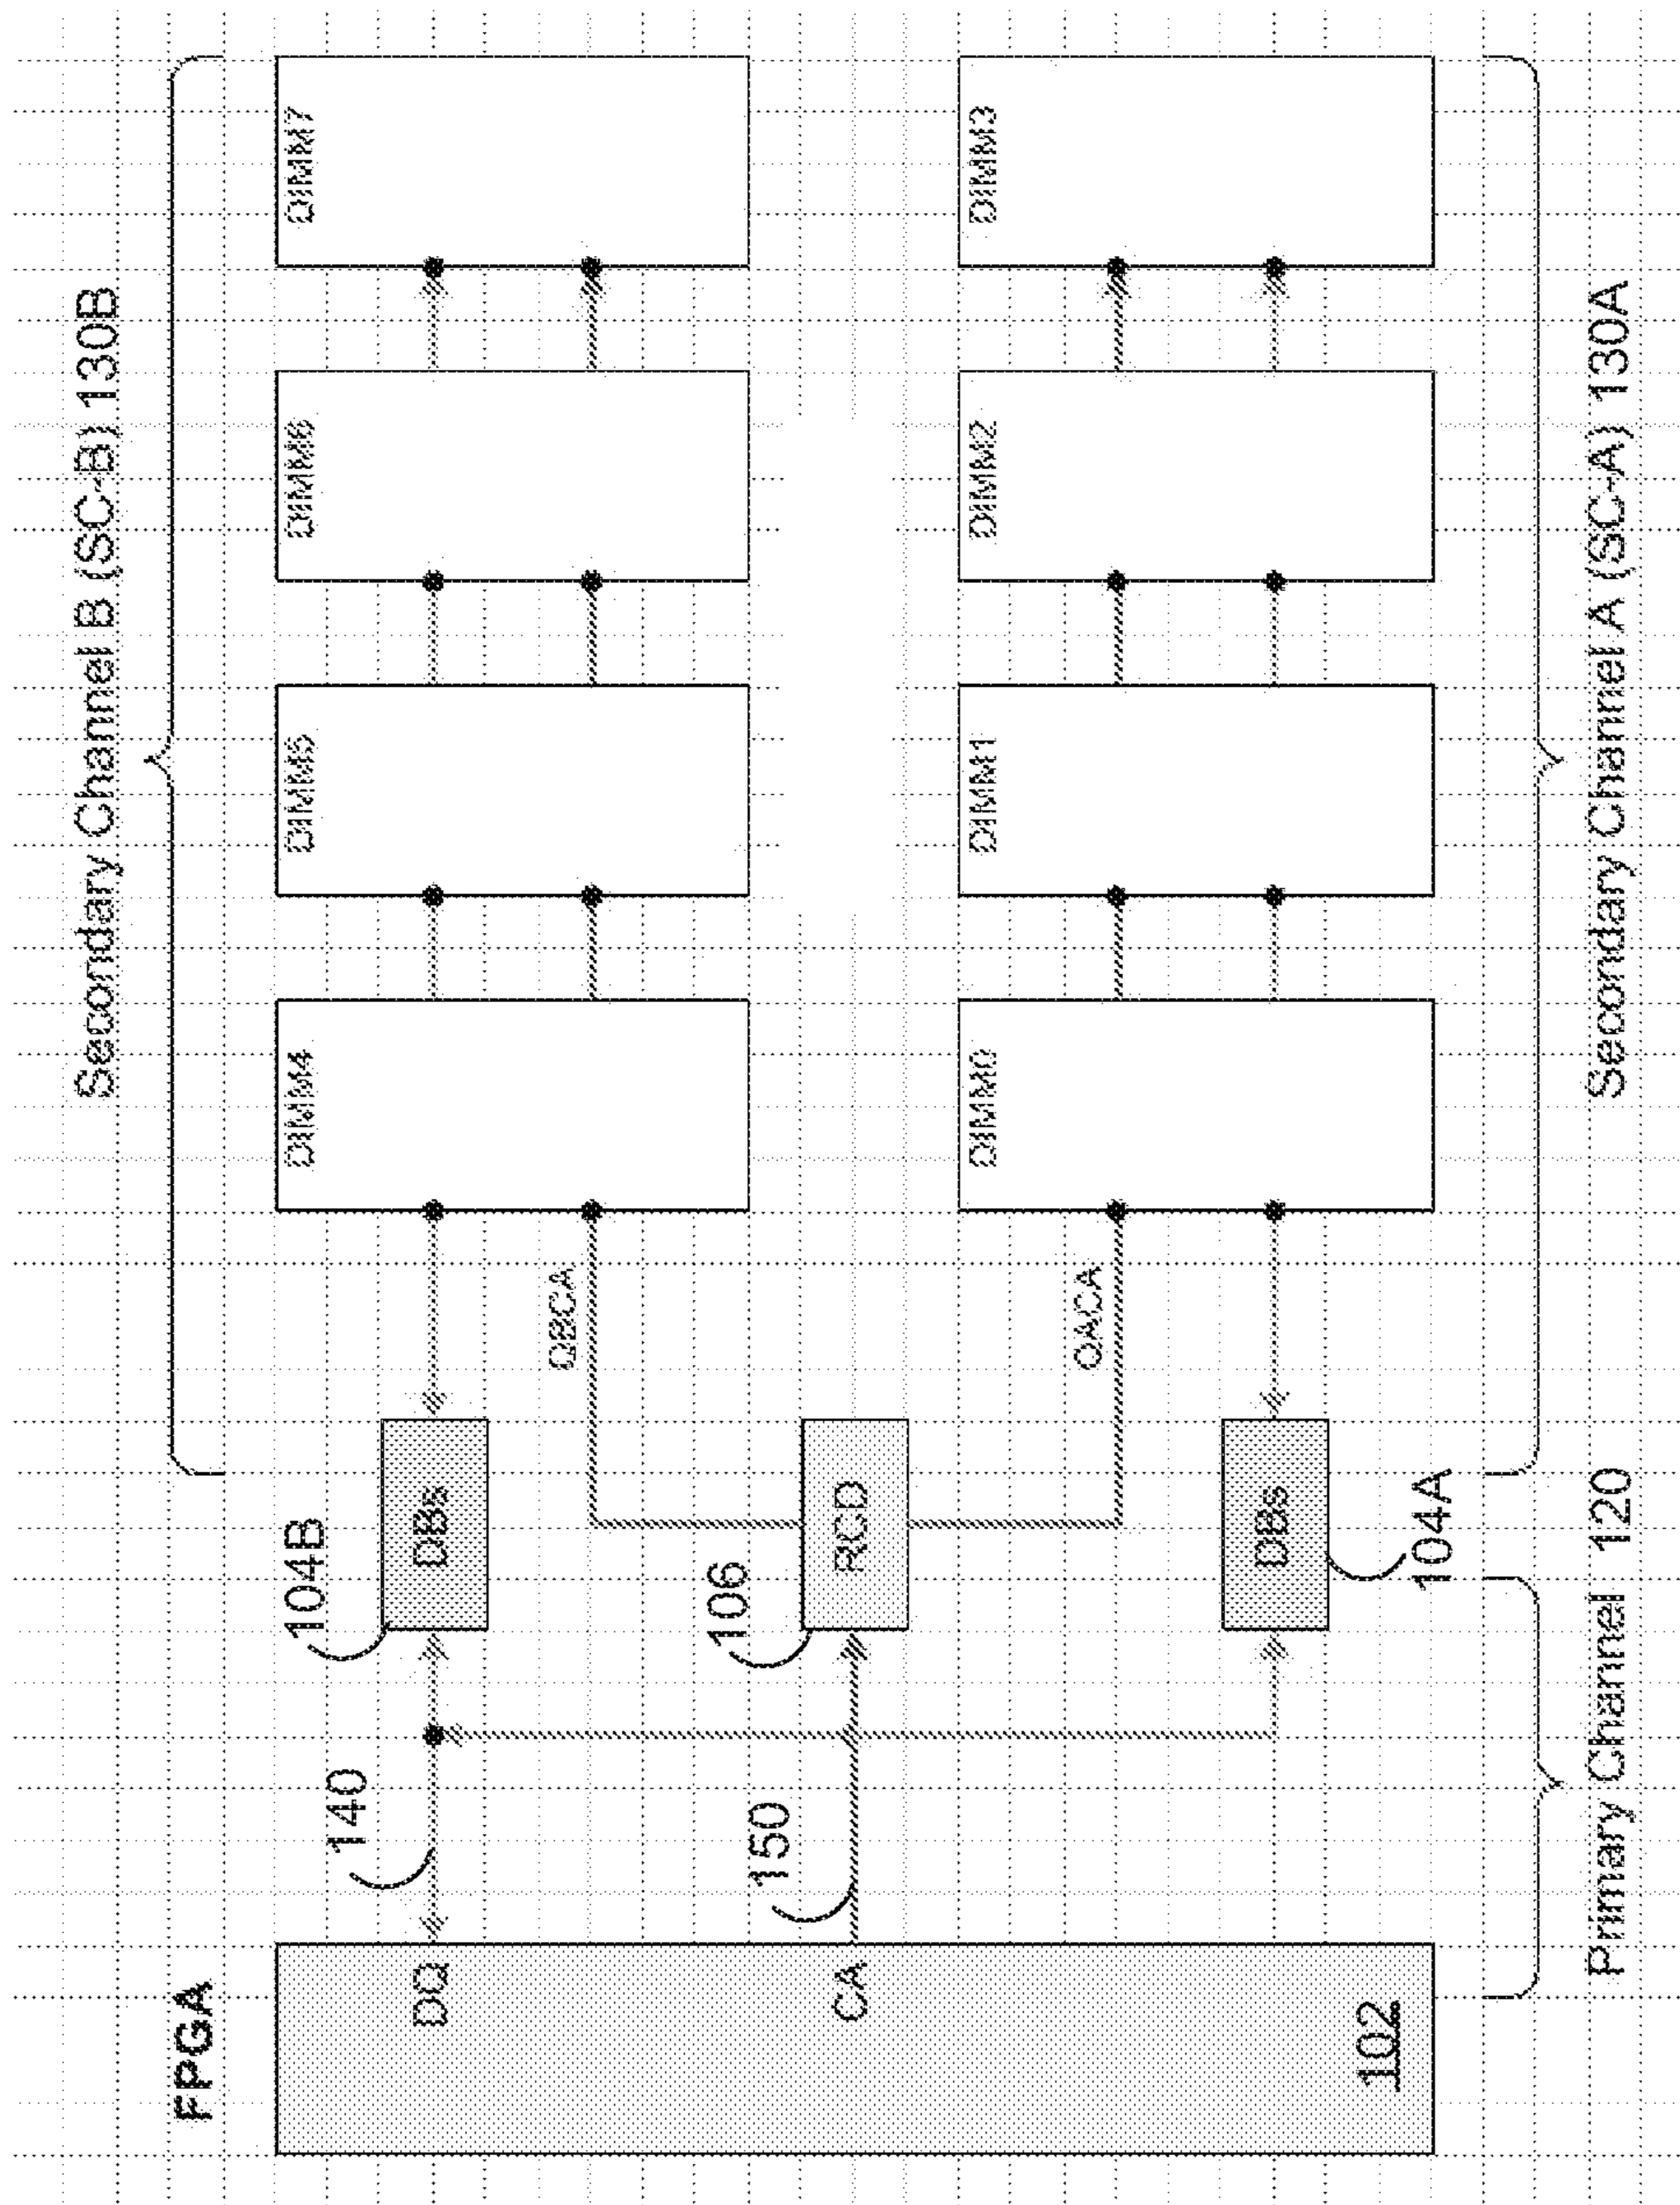 Secondary Channel B (SC-B) 130B
FPGA
DQ
140
104B
DBs
DIMM4
DIMM5
DIMM6
DIMM7
QBCA
CA
150
106
RCD
QACA
DIMM0
DIMM1
DIMM2
DIMM3
DBs
104A
102
Primary Channel 120
Secondary Channel A (SC-A) 130A